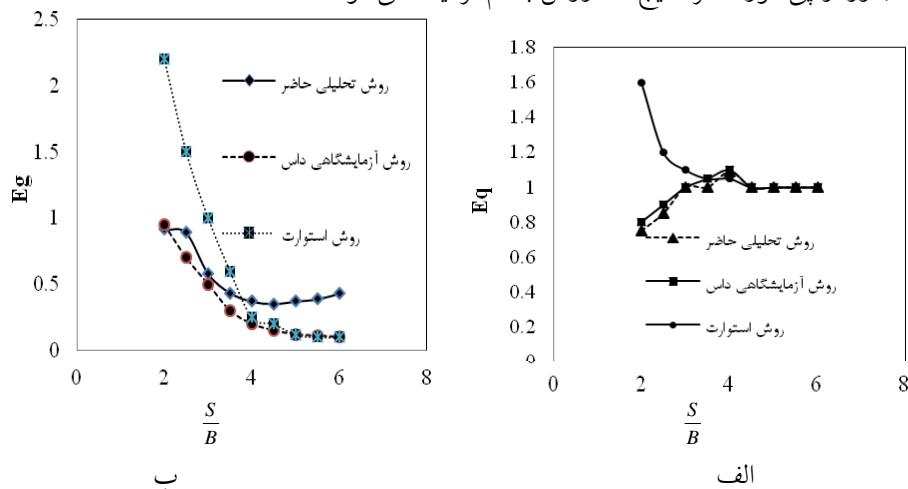 2.5
2
1.5
1
0.5
0
Eg
0 2 4 6 8
S
B
روش تحلیلی حاضر
روش آزمایشگاهی داس
روش استوارت
ب
1.8
1.6
1.4
1.2
1
0.8
0.6
0.4
0.2
0
Eq
0 2 4 6 8
S
B
روش تحلیلی حاضر
روش آزمایشگاهی داس
روش استوارت
الف